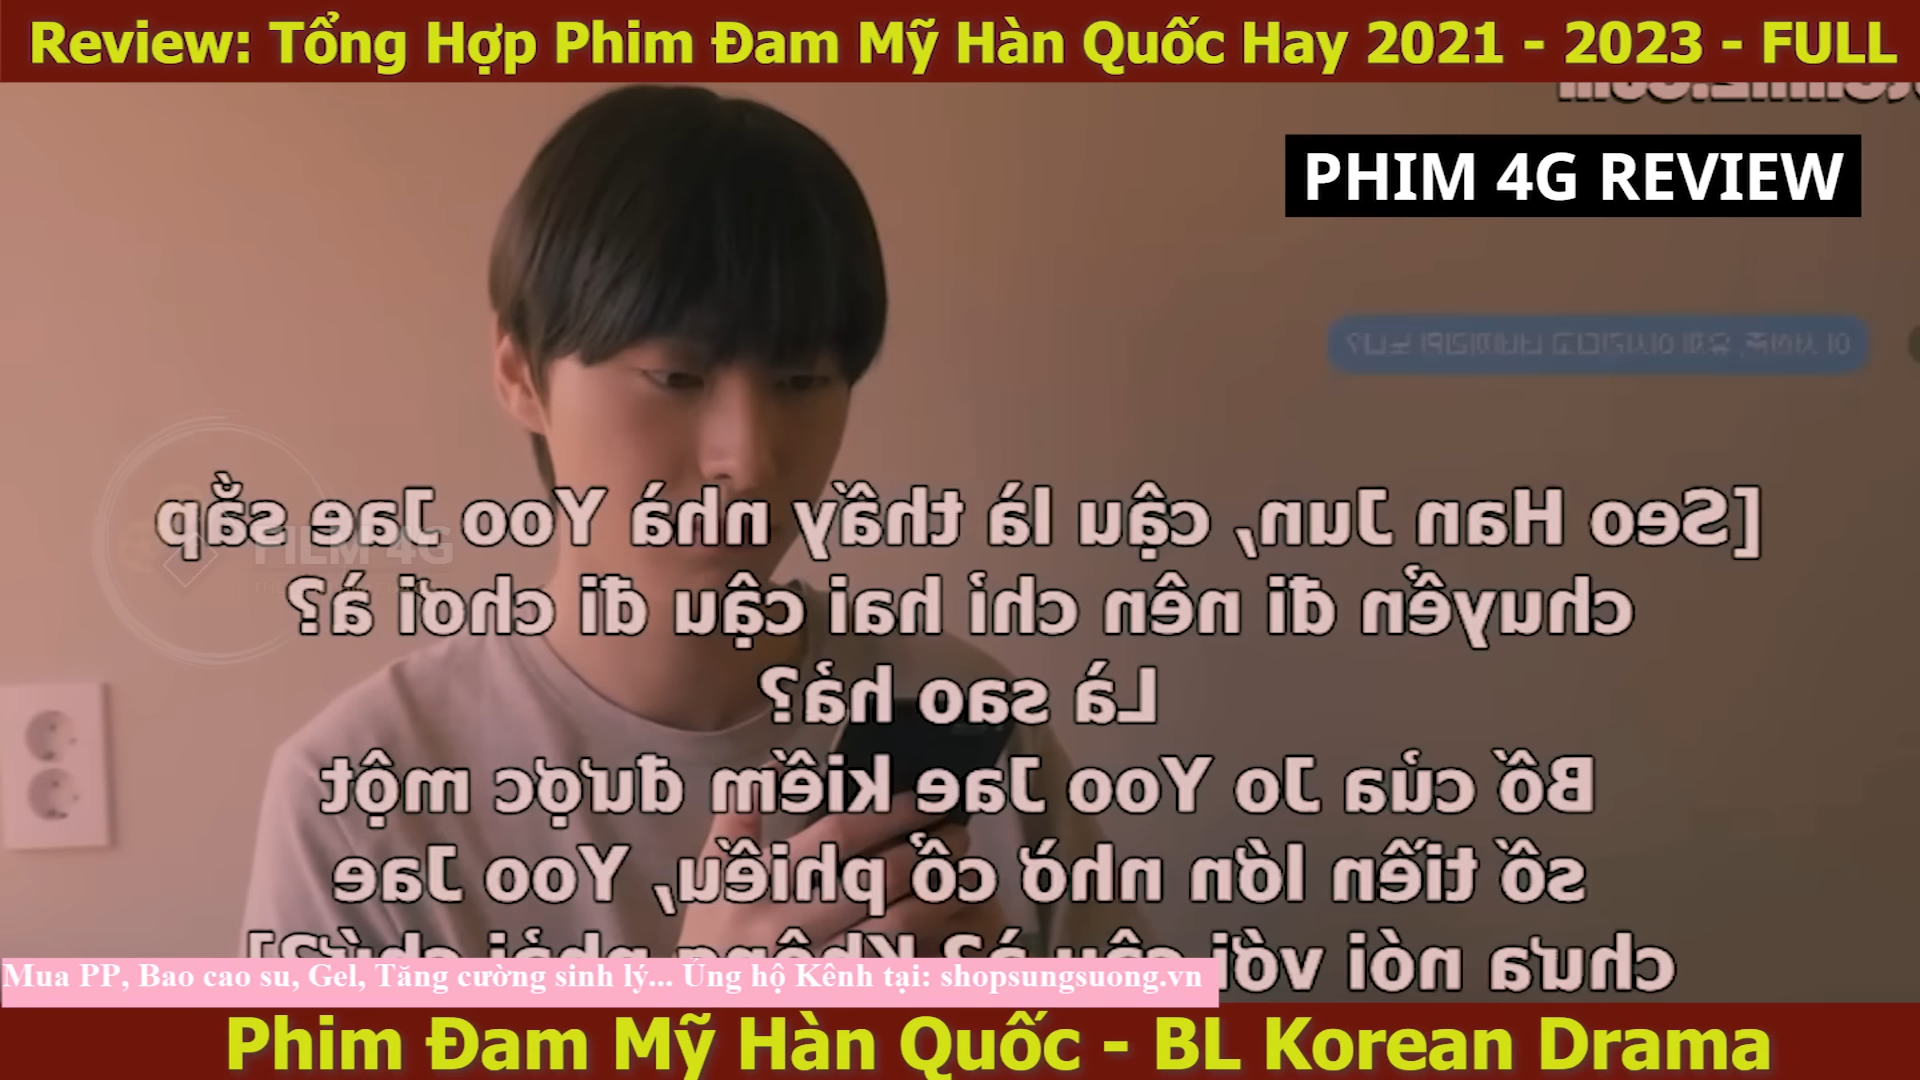 Review: Tổng Hợp Phim Đam Mỹ Hàn Quốc Hay 2021 - 2023 - FULL
PHIM 4G REVIEW
[Seo Han Jun, cậu là thấy nhà Yoo Jae sắp
FILM 4G
chuyển đi nên chỉ hai cậu đi chơi à?
Là sao hả?
Bố của Jo Yoo Jae kiếm được một
số tiền lớn nhờ cổ phiếu, Yoo Jae
chưa nói với cậu à? Không phải chứ?]
Mua PP, Bao cao su, Gel, Tăng cường sinh lý... Ủng hộ Kênh tại: shopsungsuong.vn
Phim Đam Mỹ Hàn Quốc - BL Korean Drama